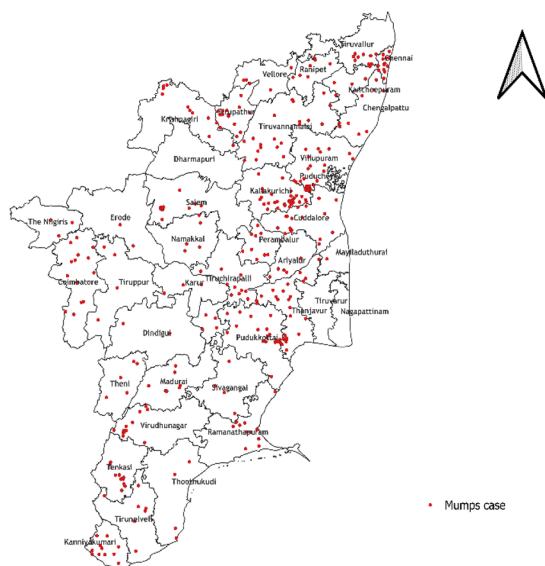 Tiruvallur
Chennai
Vellore
Ranipet
Kancheepuram
Chengalpattu
Tirupathur
Krishnagiri
Tiruvannamalai
Dharmapuri
Villupuram
Puducherry
Kallakurichi
Salem
The Nilgiris
Erode
Cuddalore
Namakkal
Perambalur
Mayiladuthurai
Ariyalur
Coimbatore
Tiruppur
Karur
Tiruchirapalli
Tiruvarur
Thanjavur
Nagapattinam
Dindigul
Pudukkottai
Theni
Madurai
Sivagangai
Virudhunagar
Ramanathapuram
Tenkasi
Thoothukudi
Mumps case
Tirunelveli
Kanniyakumari